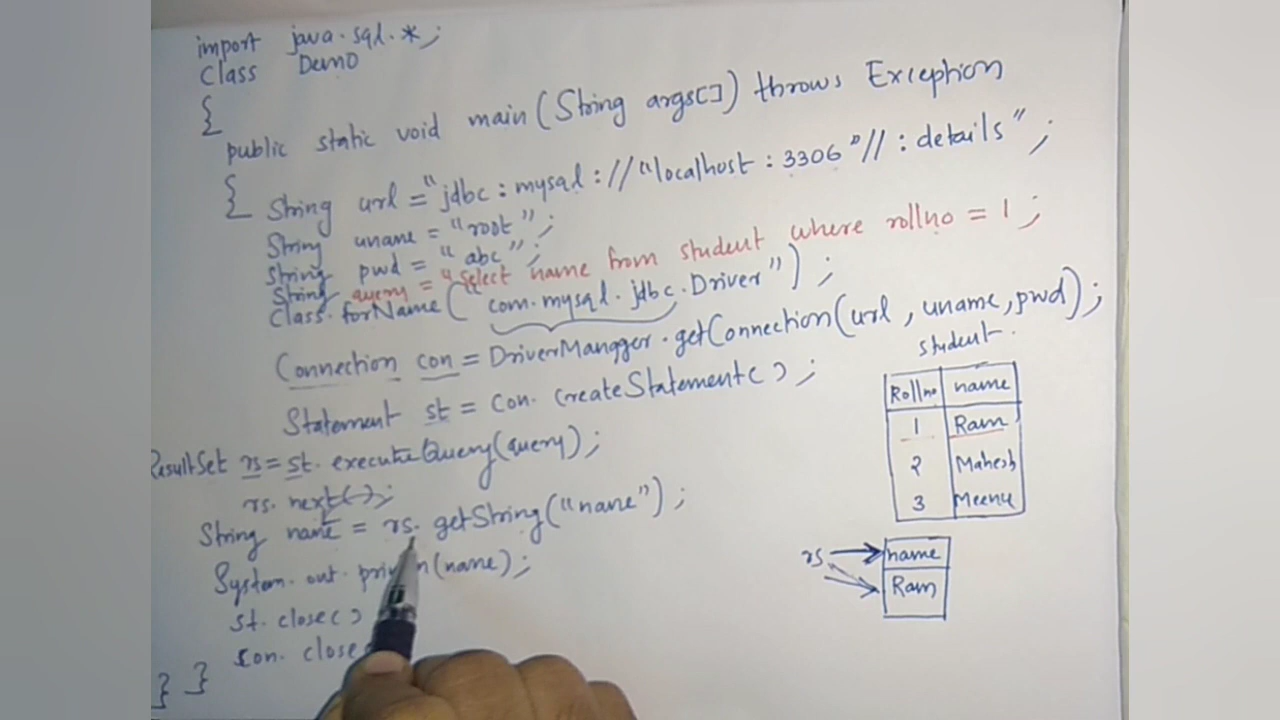 import java.sql.*;
Class Demo
{
public static void main(String args[]) throws Exception
{
String url = "jdbc:mysql://"localhost:3306"//:details";
String uname = "root";
String pwd = "abc";
String query = "select name from student where rollno = 1;
Class.forName("com.mysql.jdbc.Driver");
Connection con = DriverManager.getConnection(url, uname, pwd);
Statement st = con.createStatement();
ResultSet rs = st.executeQuery(query);
rs.next();
String name = rs.getString("name");
System.out. (name);
st.close()
con.close
} }
student
Rollno name
1 Ram
2 Mahesh
3 Meenu
rs name
Ram